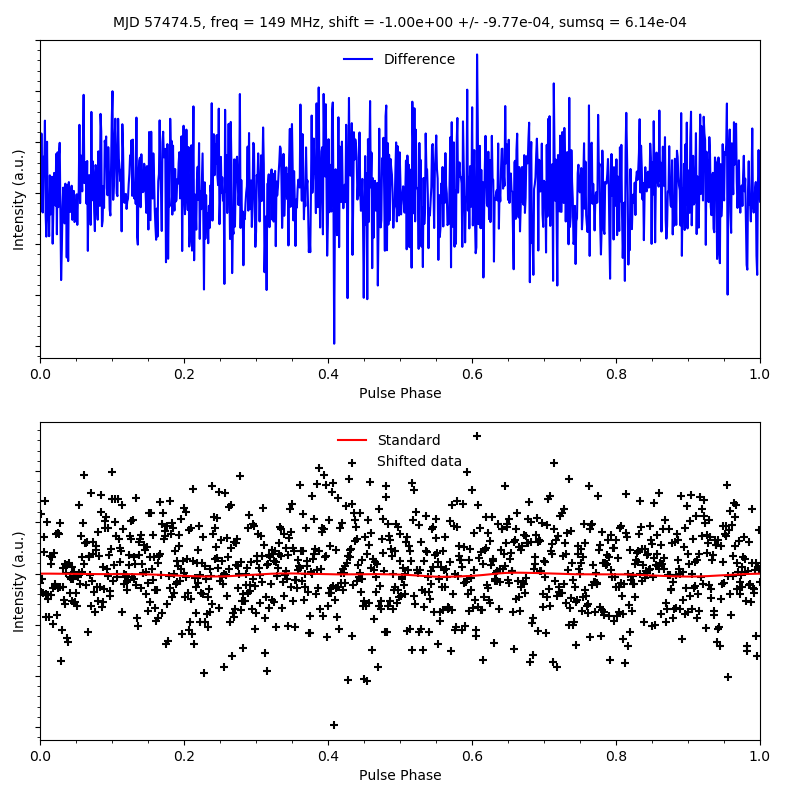 MJD 57474.5, freq = 149 MHz, shift = -1.00e+00 +/- -9.77e-04, sumsq = 6.14e-04
Difference
Intensity (a.u.)
0.0 0.2 0.4 0.6 0.8 1.0
Pulse Phase
Standard
Shifted data
Intensity (a.u.)
0.0 0.2 0.4 0.6 0.8 1.0
Pulse Phase